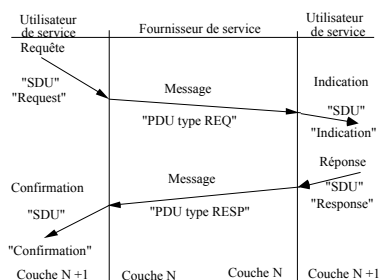 Utilisateur
de service
Fournisseur de service
Utilisateur
de service
Requête
"SDU"
"Request"
Message
"PDU type REQ"
Indication
"SDU"
"Indication"
Réponse
"SDU"
"Response"
Message
"PDU type RESP"
Confirmation
"SDU"
"Confirmation"
Couche N +1
Couche N
Couche N
Couche N +1